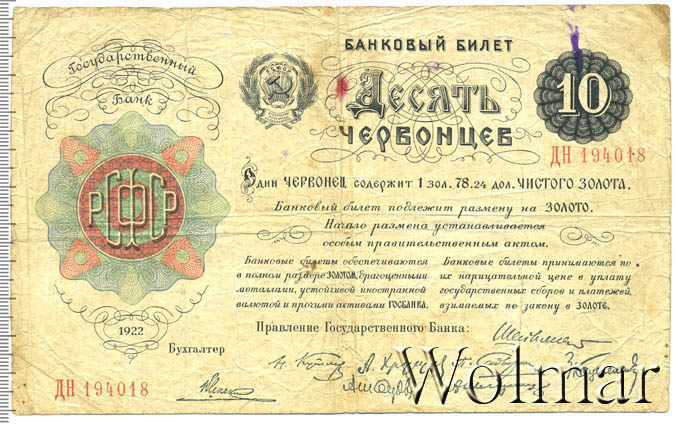 Государственный
Банк
БАНКОВЫЙ БИЛЕТ
ДЕСЯТЬ
ЧЕРВОНЦЕВ
10
ДН 194018
Один ЧЕРВОНЕЦ содержит 1 зол. 78.24 дол. ЧИСТОГО ЗОЛОТА.
Банковый билет подлежит размену на ЗОЛОТО.
Начало размена устанавливается
особым правительственным актом.
РСФСР
Банковые билеты обеспечиваются
в полном размере ЗОЛОТОМ, драгоценными
металлами, устойчивой иностранной
валютой и прочими активами ГОСБАНКА.
Банковые билеты принимаются по
их нарицательной цене в уплату
государственных сборов и платежей,
взимаемых по закону в ЗОЛОТЕ.
1922
Правление Государственного Банка:
Бухгалтер
ДН 194018
Wolmar